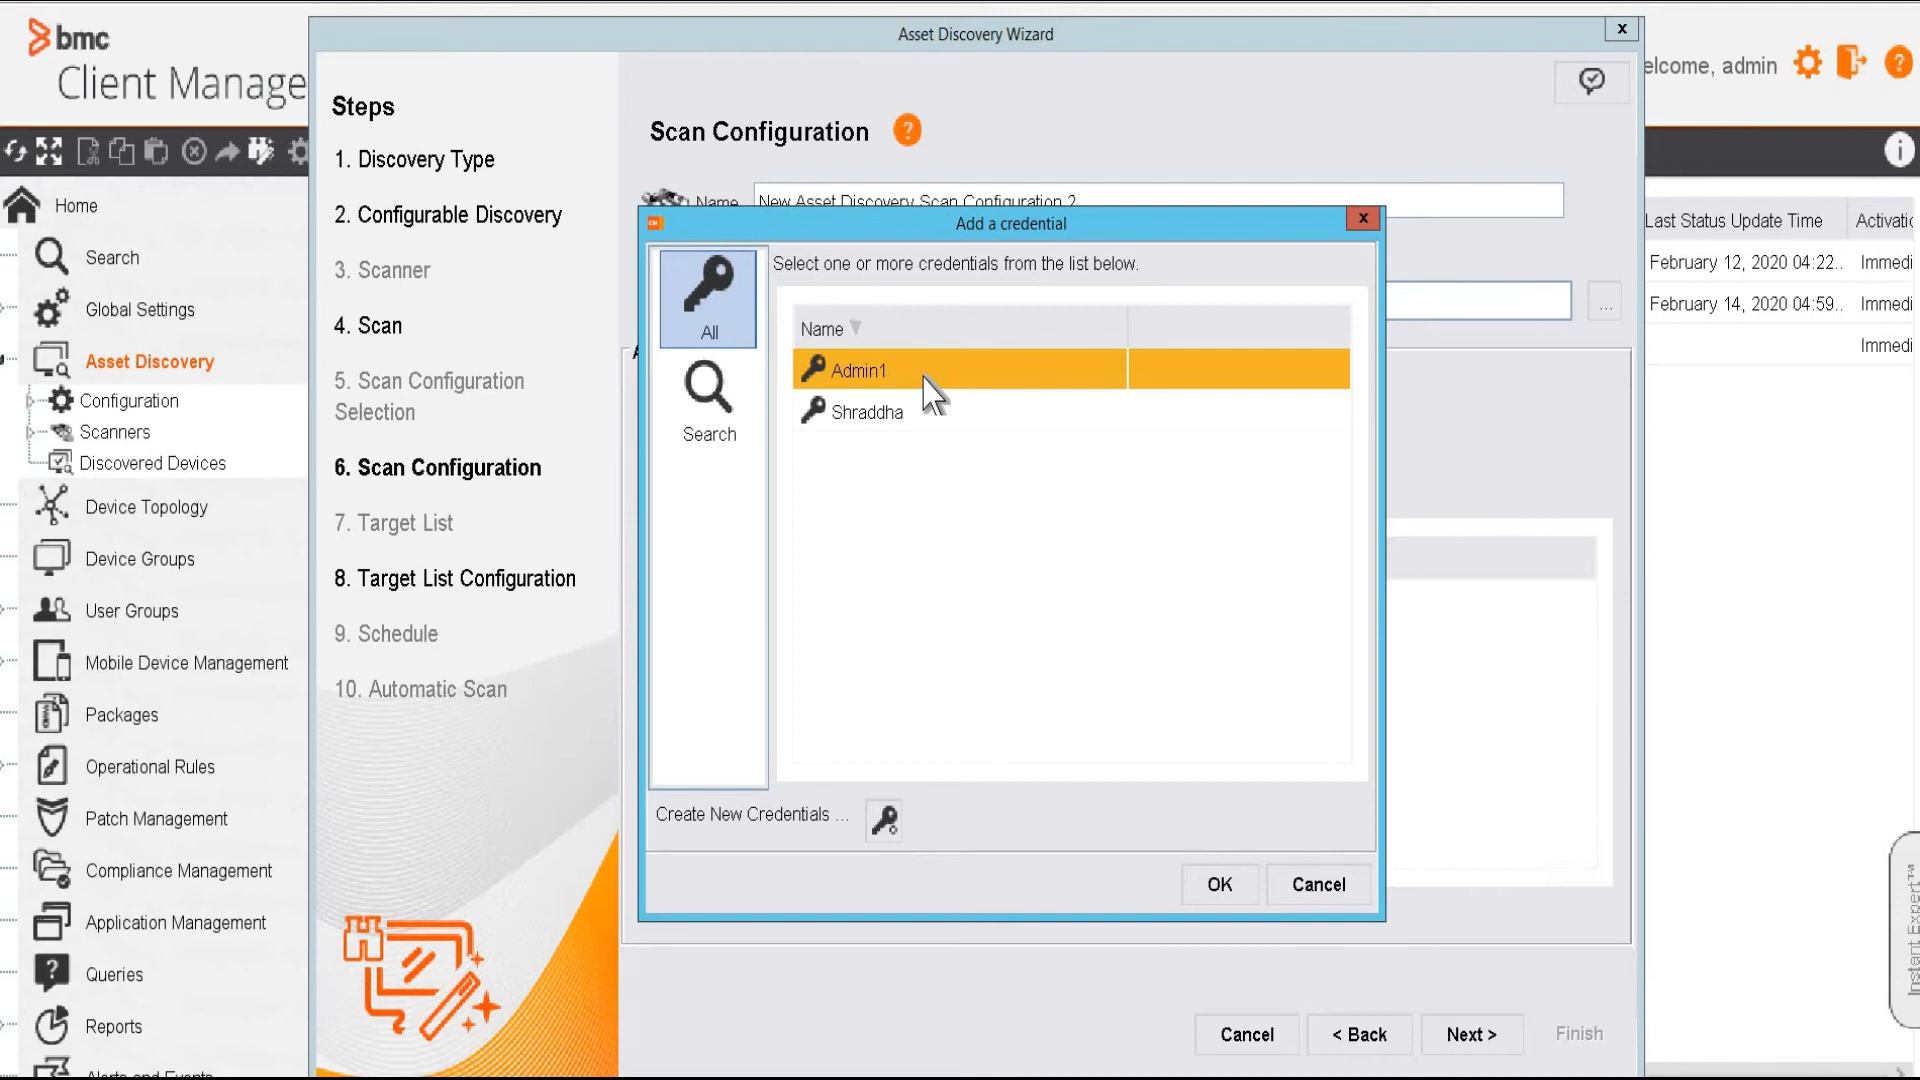 bmc
Client Manage
Asset Discovery Wizard
x
elcome, admin
?
i
Home
Search
Global Settings
Asset Discovery
Configuration
Scanners
Discovered Devices
Device Topology
Device Groups
User Groups
Mobile Device Management
Packages
Operational Rules
Patch Management
Compliance Management
Application Management
Queries
Reports
Alerts and Events
Steps
1. Discovery Type
2. Configurable Discovery
3. Scanner
4. Scan
5. Scan Configuration
Selection
6. Scan Configuration
7. Target List
8. Target List Configuration
9. Schedule
10. Automatic Scan
Scan Configuration ?
Name New Asset Discovery Scan Configuration 2
...
Add a credential
x
All
Search
Select one or more credentials from the list below.
Name
Admin1
Shraddha
Create New Credentials ...
OK Cancel
Cancel < Back Next > Finish
Last Status Update Time Activatio
February 12, 2020 04:22.. Immedi
February 14, 2020 04:59.. Immedi
Immedi
Instant Expert™